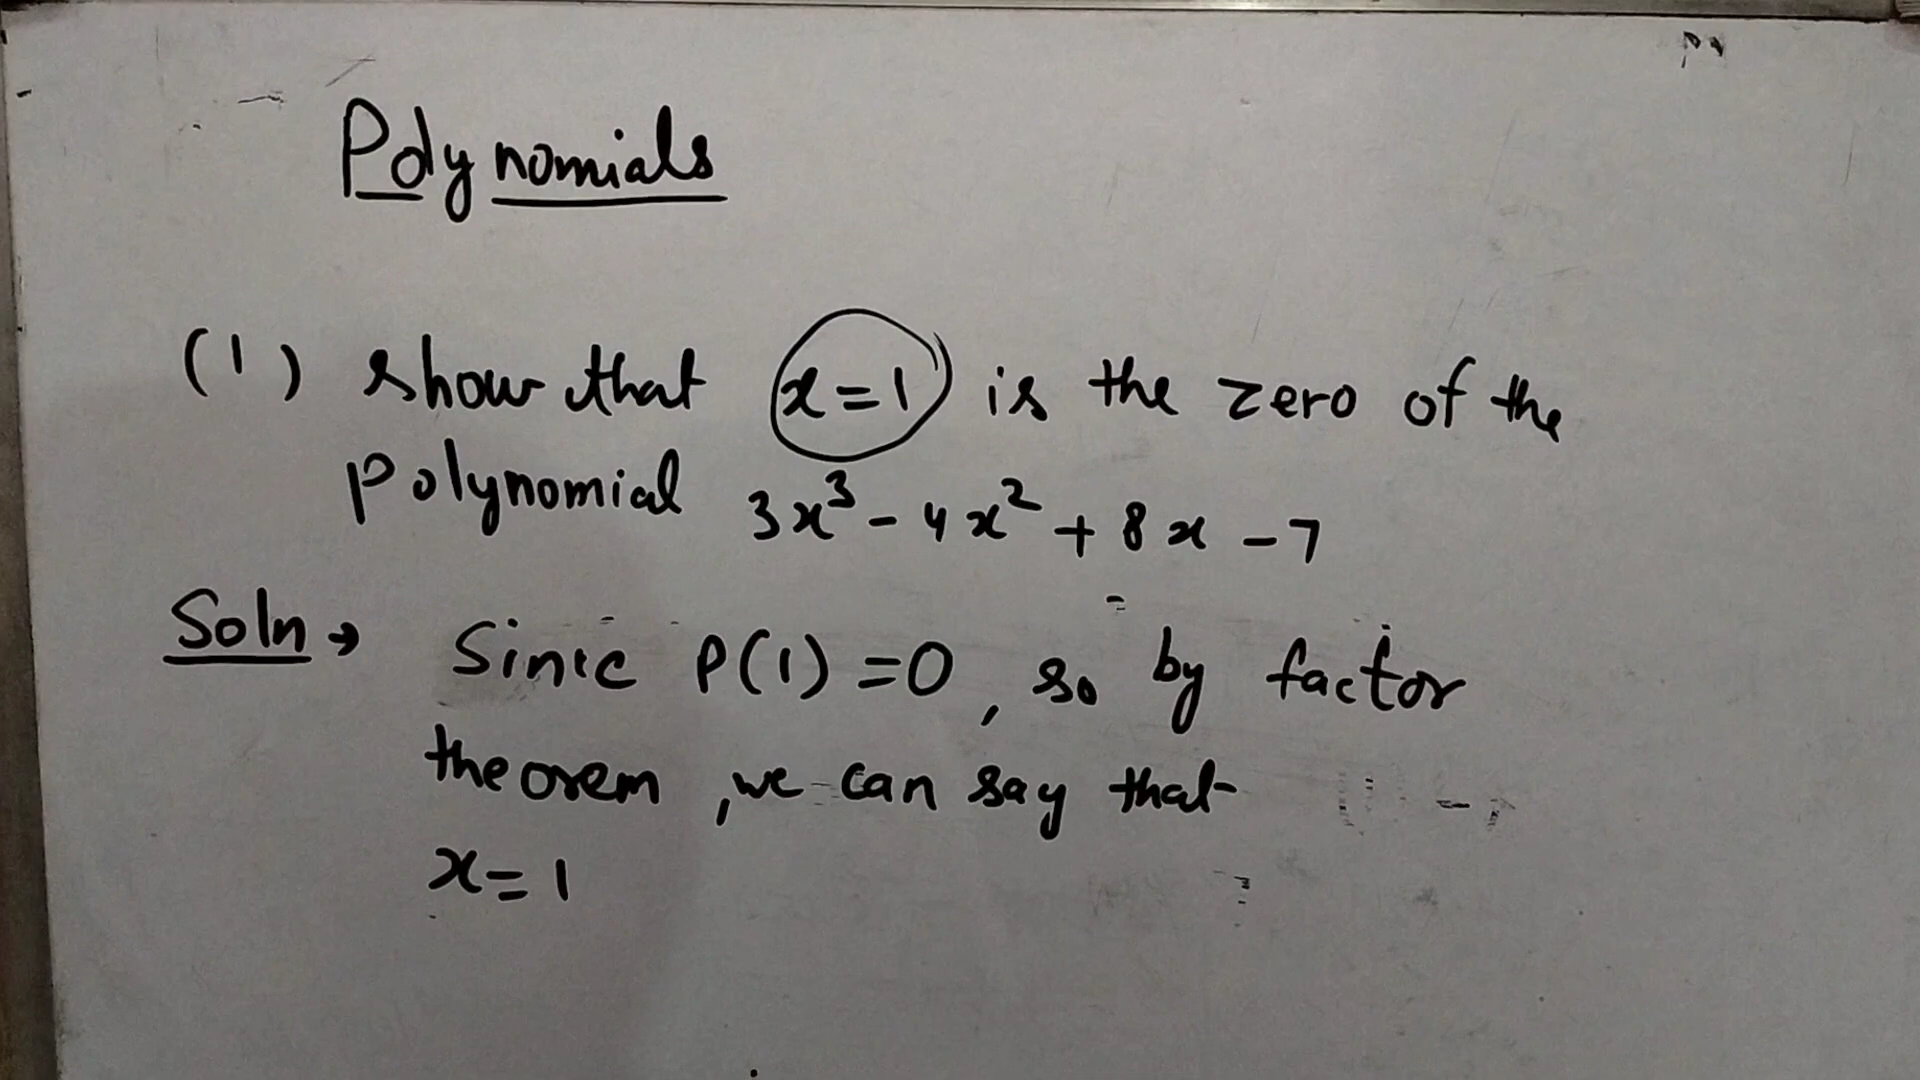 Polynomials
(1) show that x=1 is the zero of the
polynomial 3x³-4x²+8x-7
Soln → Sinic P(1)=0, so by factor
theorem, we can say that
x=1